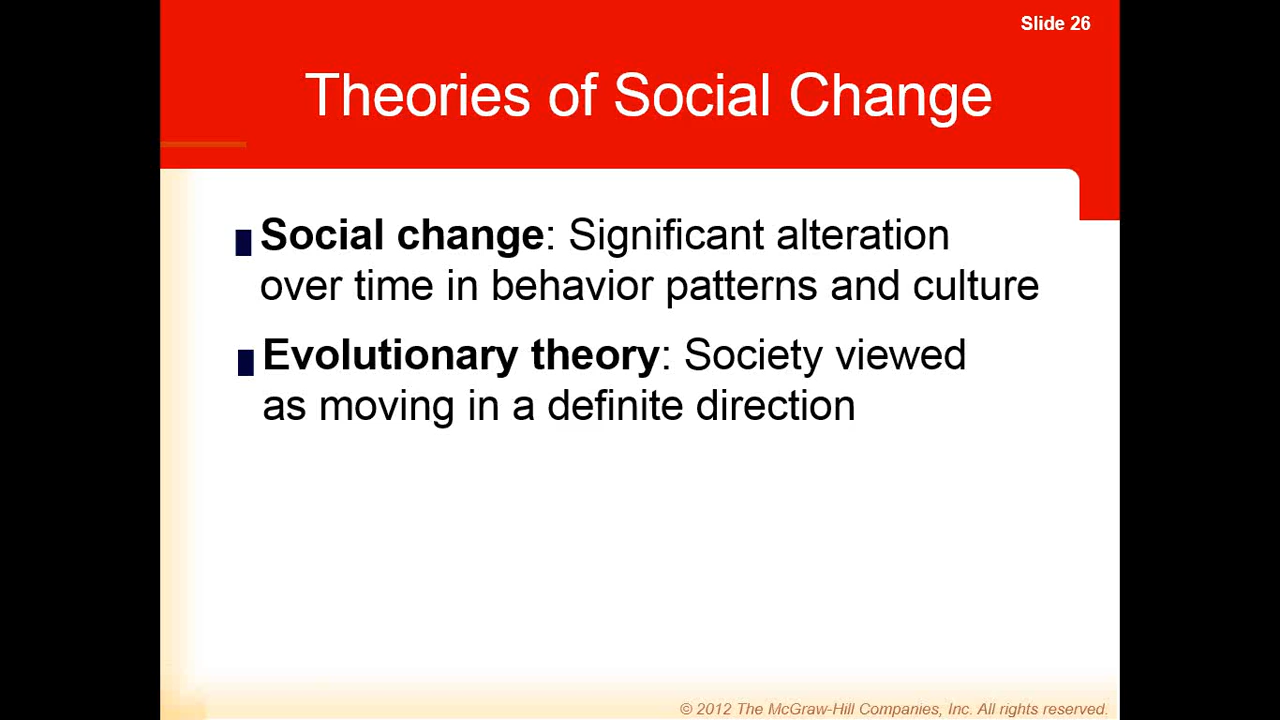 Slide 26
Theories of Social Change
Social change: Significant alteration
over time in behavior patterns and culture
Evolutionary theory: Society viewed
as moving in a definite direction
© 2012 The McGraw-Hill Companies, Inc. All rights reserved.